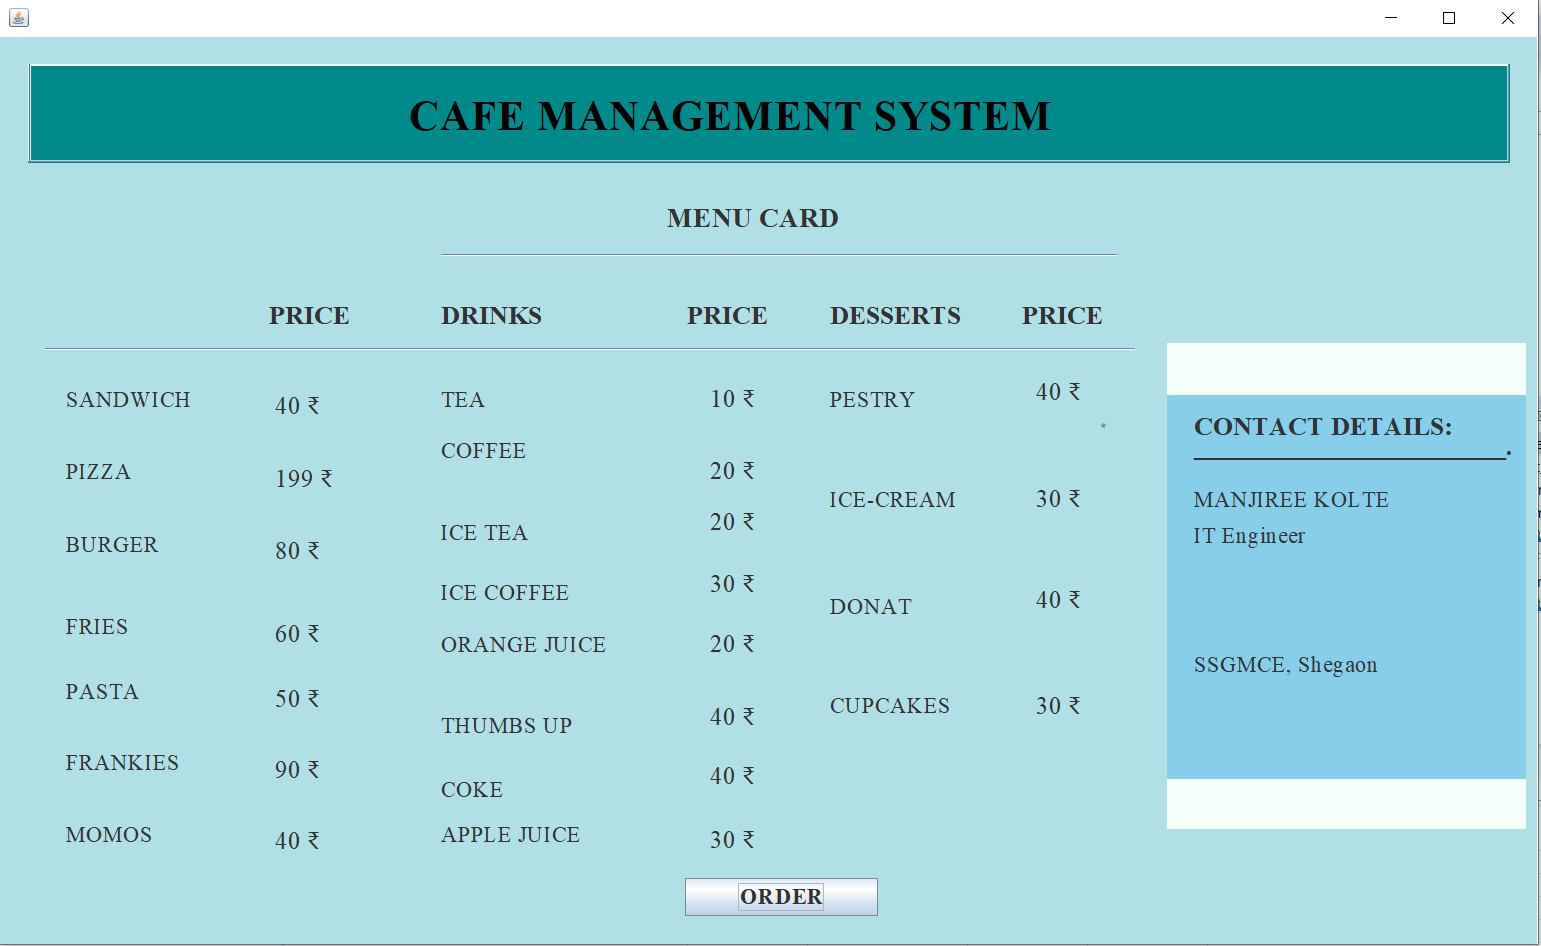 CAFE MANAGEMENT SYSTEM
MENU CARD
PRICE DRINKS PRICE DESSERTS PRICE
SANDWICH 40 ₹ TEA 10 ₹ PESTRY 40 ₹
COFFEE 20 ₹
PIZZA 199 ₹
ICE TEA 20 ₹ ICE-CREAM 30 ₹
BURGER 80 ₹
ICE COFFEE 30 ₹ DONAT 40 ₹
FRIES 60 ₹ ORANGE JUICE 20 ₹
PASTA 50 ₹ THUMBS UP 40 ₹ CUPCAKES 30 ₹
FRANKIES 90 ₹ COKE 40 ₹
MOMOS 40 ₹ APPLE JUICE 30 ₹
ORDER
CONTACT DETAILS:
MANJIREE KOLTE
IT Engineer
SSGMCE, Shegaon